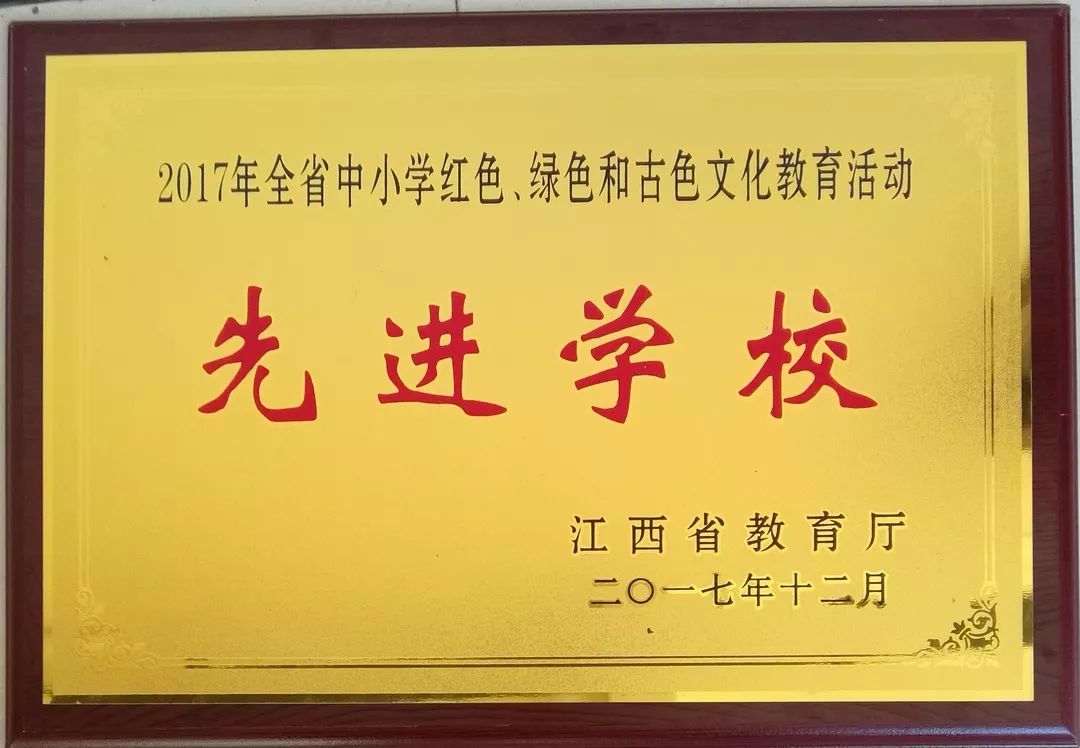 2017年全省中小学红色、绿色和古色文化教育活动
先进学校
江西省教育厅
二〇一七年十二月